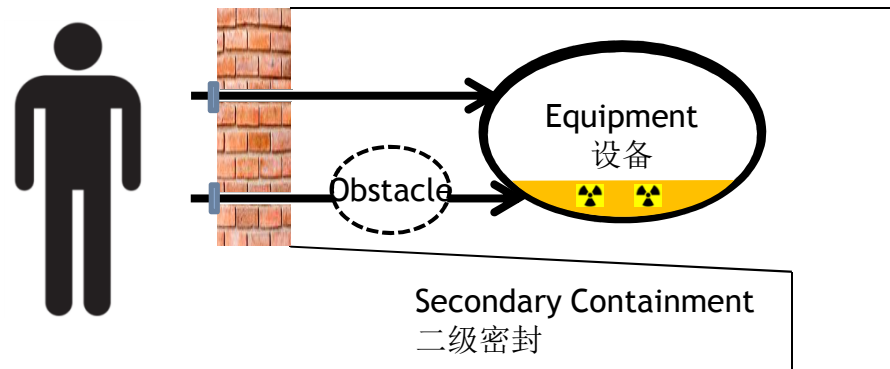 Equipment
设备
Obstacle
Secondary Containment
二级密封